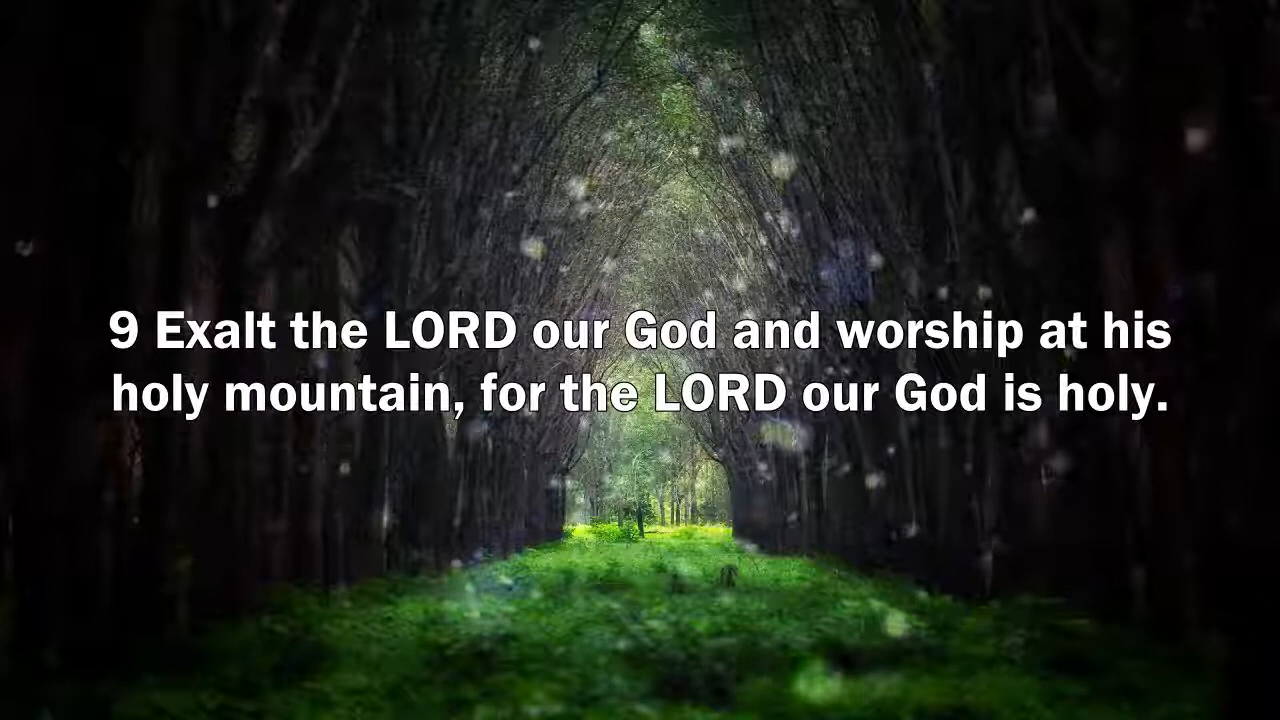 9 Exalt the LORD our God and worship at his
holy mountain, for the LORD our God is holy.